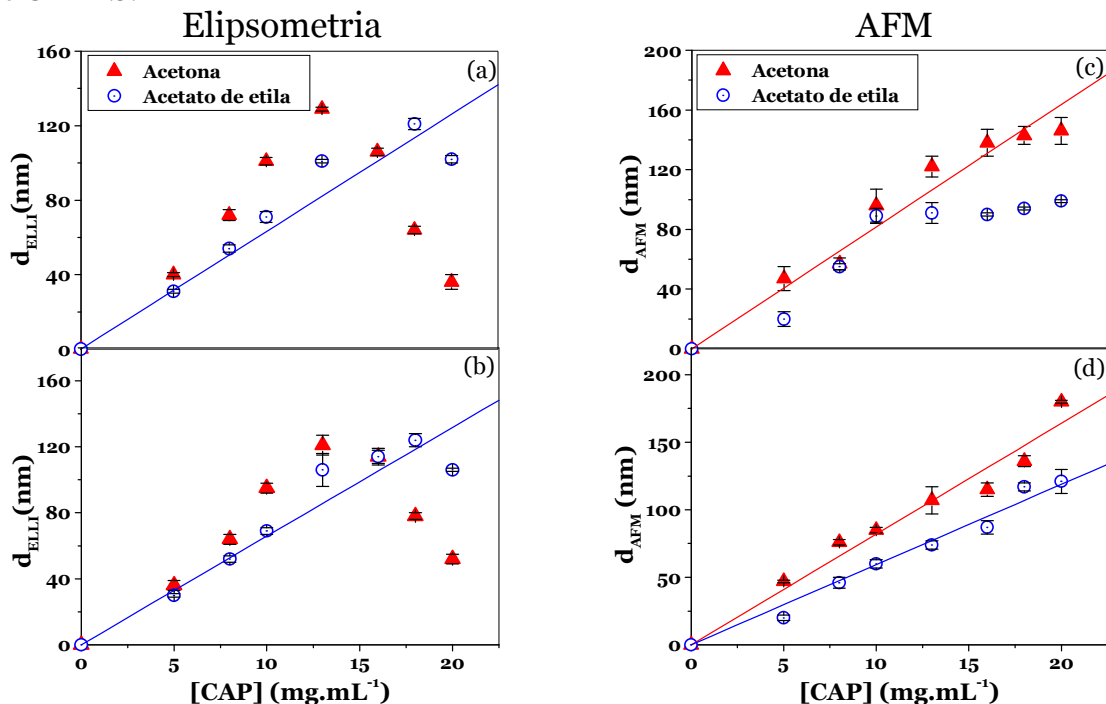 Elipsometria
AFM
160
120
80
40
0
d_ELLI(nm)
Acetona
Acetato de etila
(a)
200
160
120
80
40
0
d_AFM (nm)
Acetona
Acetato de etila
(c)
160
120
80
40
0
d_ELLI(nm)
(b)
0
5
10
15
20
[CAP] (mg.mL⁻¹)
200
150
100
50
0
d_AFM (nm)
(d)
0
5
10
15
20
[CAP] (mg.mL⁻¹)